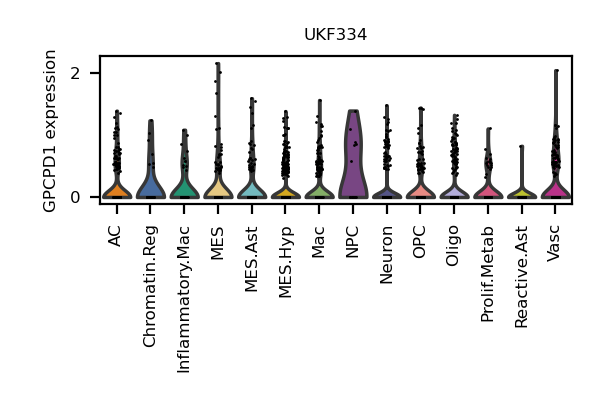 UKF334
GPCPD1 expression
2
0
AC
Chromatin.Reg
Inflammatory.Mac
MES
MES.Ast
MES.Hyp
Mac
NPC
Neuron
OPC
Oligo
Prolif.Metab
Reactive.Ast
Vasc